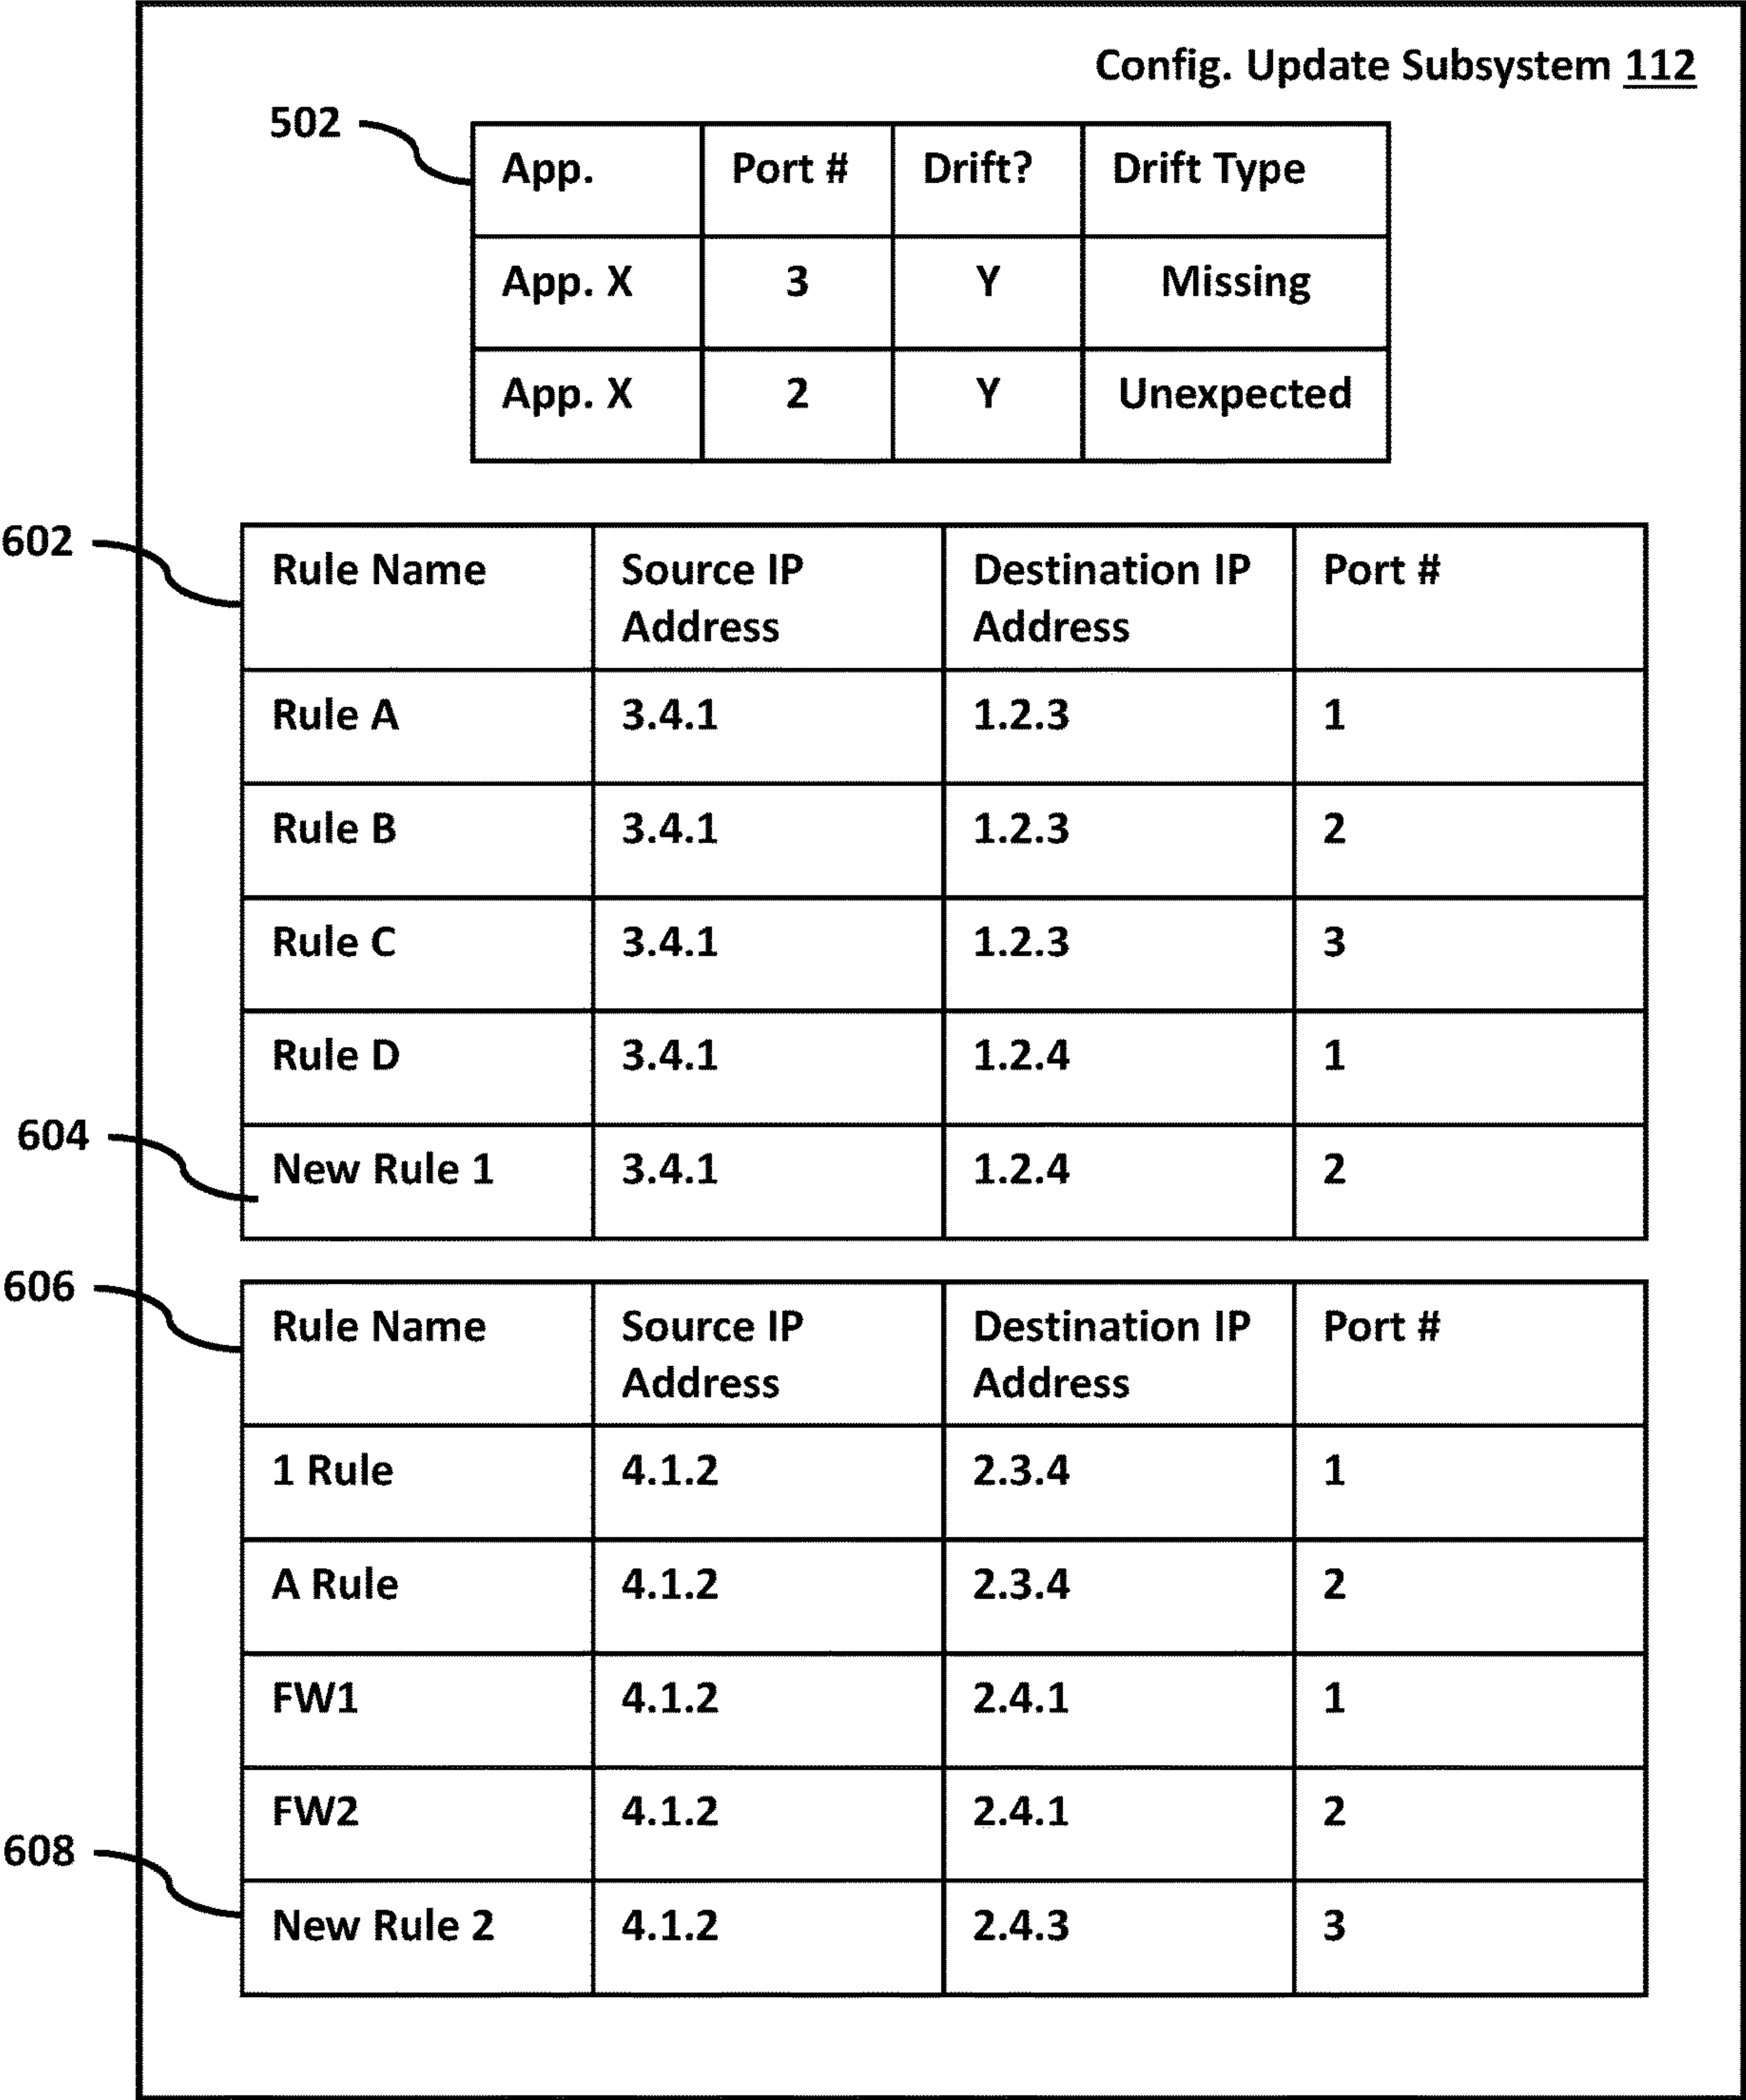 Config. Update Subsystem 112
502
App. Port # Drift? Drift Type
App. X 3 Y Missing
App. X 2 Y Unexpected
602
Rule Name Source IP Address Destination IP Address Port #
Rule A 3.4.1 1.2.3 1
Rule B 3.4.1 1.2.3 2
Rule C 3.4.1 1.2.3 3
Rule D 3.4.1 1.2.4 1
604
New Rule 1 3.4.1 1.2.4 2
606
Rule Name Source IP Address Destination IP Address Port #
1 Rule 4.1.2 2.3.4 1
A Rule 4.1.2 2.3.4 2
FW1 4.1.2 2.4.1 1
FW2 4.1.2 2.4.1 2
608
New Rule 2 4.1.2 2.4.3 3